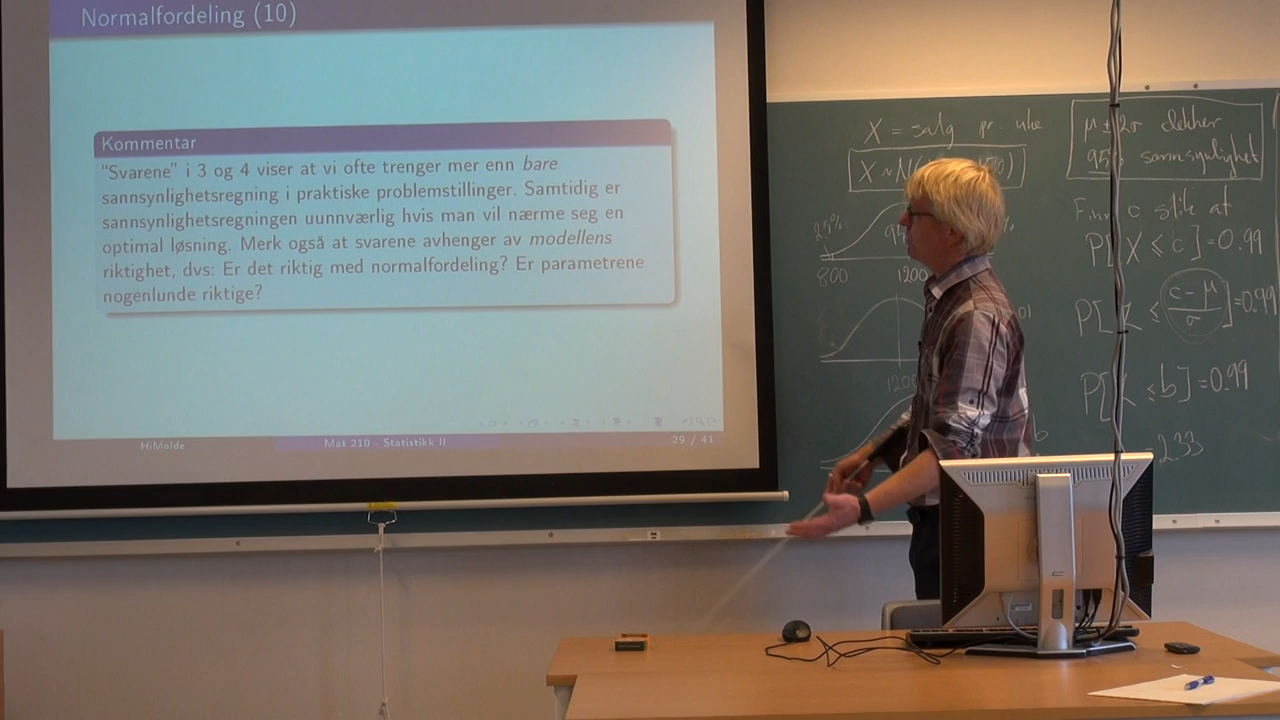 Normalfordeling (10)
Kommentar
"Svarene" i 3 og 4 viser at vi ofte trenger mer enn bare
sannsynlighetsregning i praktiske problemstillinger. Samtidig er
sannsynlighetsregningen uunnværlig hvis man vil nærme seg en
optimal løsning. Merk også at svarene avhenger av modellens
riktighet, dvs: Er det riktig med normalfordeling? Er parametrene
nogenlunde riktige?
HiMolde
Mat 210 - Statistikk II
29 / 41
X = salg pr. uke
X ~ N(
2.5%
800
1200
1200
b
μ ± 2σ dekker
95% sannsynlighet
Finn c slik at
P[X ≤ c] = 0.99
P[ ≤ c-μ/σ] = 0.99
P[ ≤ b] = 0.99
2.33